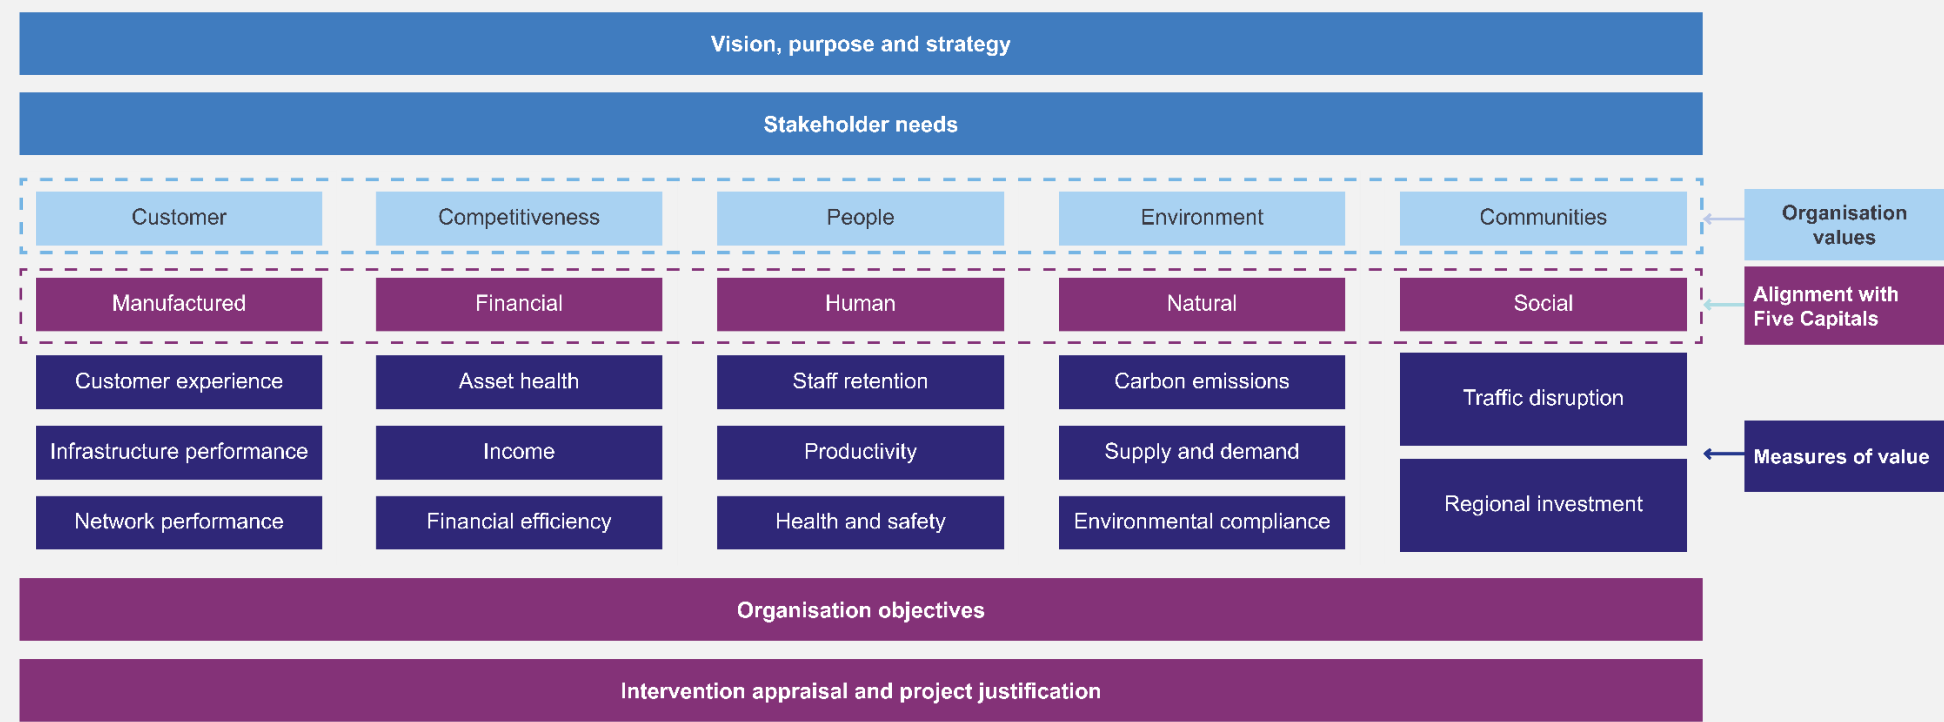 Vision, purpose and strategy
Stakeholder needs
Customer
Competitiveness
People
Environment
Communities
Organisation
values
Manufactured
Financial
Human
Natural
Social
Alignment with
Five Capitals
Customer experience
Asset health
Staff retention
Carbon emissions
Traffic disruption
Infrastructure performance
Income
Productivity
Supply and demand
Measures of value
Regional investment
Network performance
Financial efficiency
Health and safety
Environmental compliance
Organisation objectives
Intervention appraisal and project justification